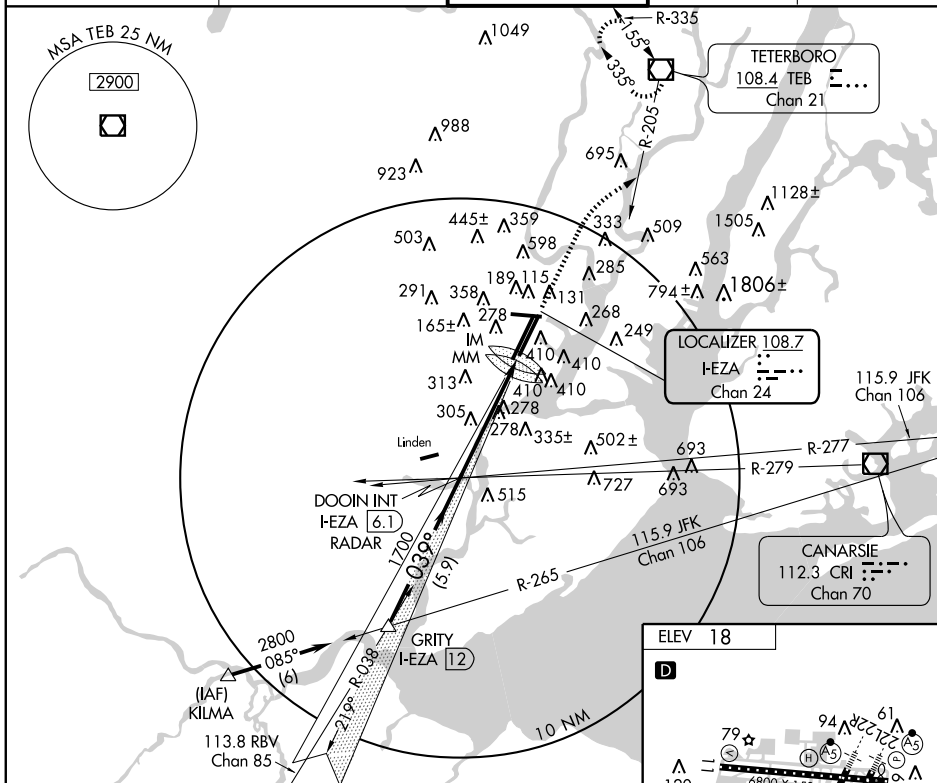 MSA TEB 25 NM
2900
1049
R-335
155°
335°
TETERBORO
108.4 TEB
Chan 21
R-205
988
923
695
1128±
1505
445±
359
333
509
503
598
563
285
189
115
131
794±
1806±
291
358
268
165±
278
249
IM
MM
410
410
LOCALIZER 108.7
I-EZA
Chan 24
313
410
410
115.9 JFK
Chan 106
305
278
278
335±
502±
693
R-277
Linden
R-279
727
693
DOOIN INT
I-EZA 6.1
RADAR
515
1700
039°
(5.9)
115.9 JFK
Chan 106
CANARSIE
112.3 CRI
Chan 70
R-265
2800
085°
(6)
GRITY
I-EZA 12
(IAF)
KILMA
219°
R-038
10 NM
113.8 RBV
Chan 85
ELEV 18
D
79
94
61
22R
22L
A5
A5
V
H
P
11